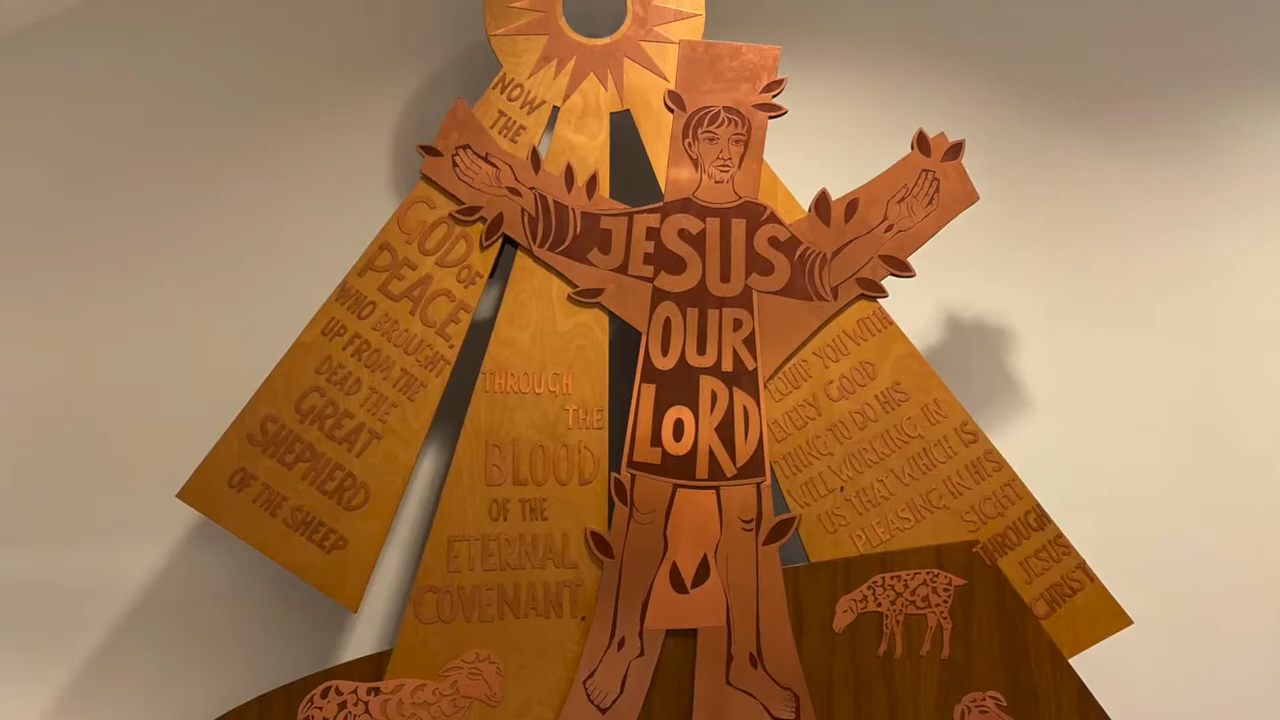 NOW
THE
GOD OF
PEACE,
WHO BROUGHT
UP FROM THE
DEAD THE
GREAT
SHEPHERD
OF THE SHEEP
THROUGH
THE
BLOOD
OF THE
ETERNAL
COVENANT,
JESUS
OUR
LORD
EQUIP YOU WITH
EVERY GOOD
THING TO DO HIS
WILL WORKING IN
US THAT WHICH IS
PLEASING IN HIS
SIGHT
THROUGH
JESUS
CHRIST